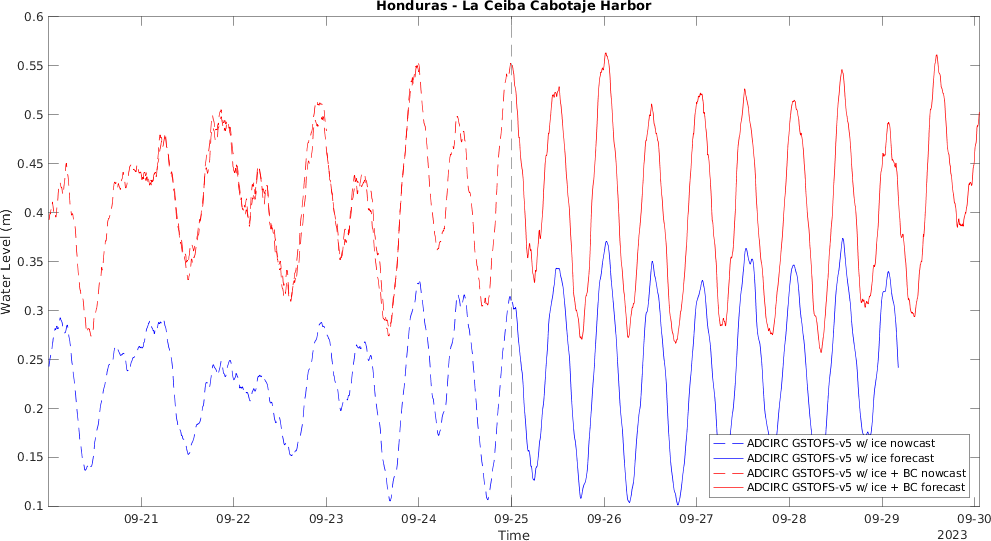 Honduras - La Ceiba Cabotaje Harbor
0.6
0.55
0.5
0.45
0.4
0.35
0.3
0.25
0.2
0.15
0.1
Water Level (m)
ADCIRC GSTOFS-v5 w/ ice nowcast
ADCIRC GSTOFS-v5 w/ ice forecast
ADCIRC GSTOFS-v5 w/ ice + BC nowcast
ADCIRC GSTOFS-v5 w/ ice + BC forecast
09-21 09-22 09-23 09-24 09-25 09-26 09-27 09-28 09-29 09-30
Time
2023